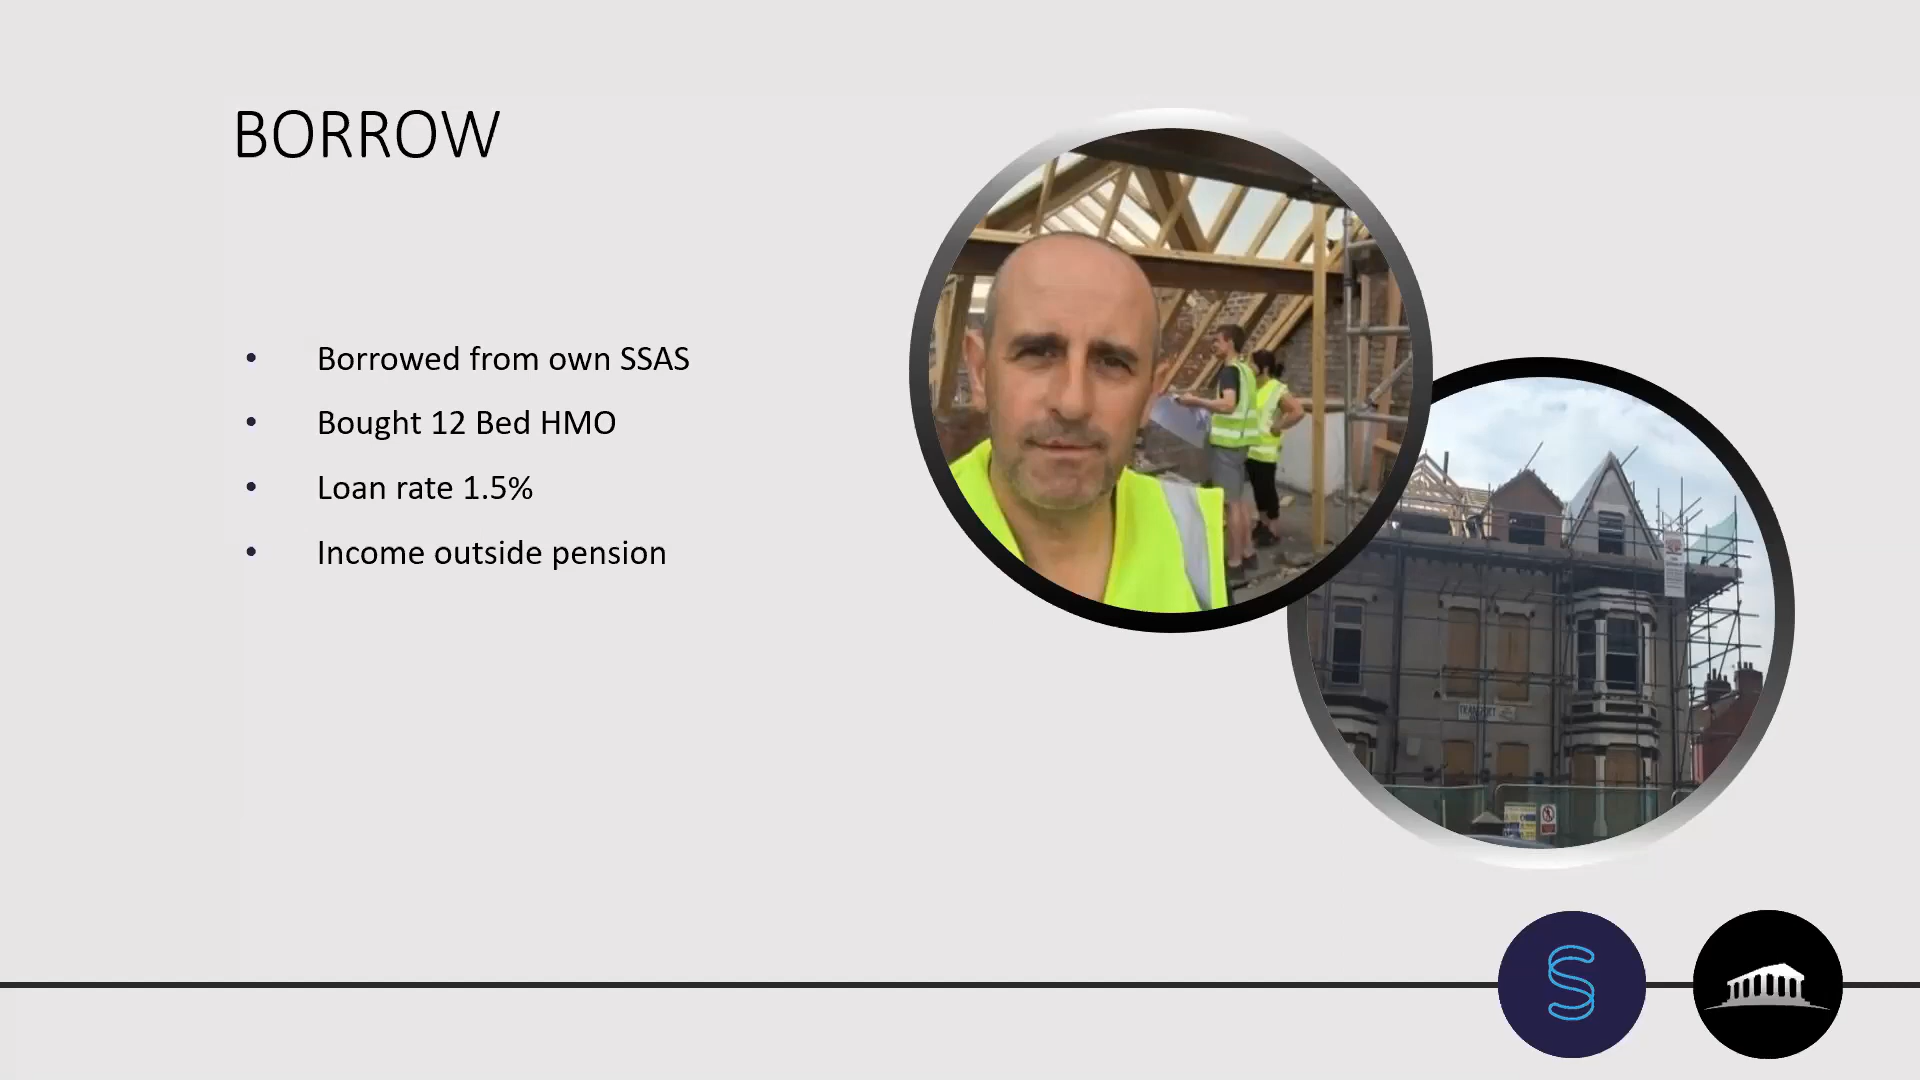 BORROW
• Borrowed from own SSAS
• Bought 12 Bed HMO
• Loan rate 1.5%
• Income outside pension
S